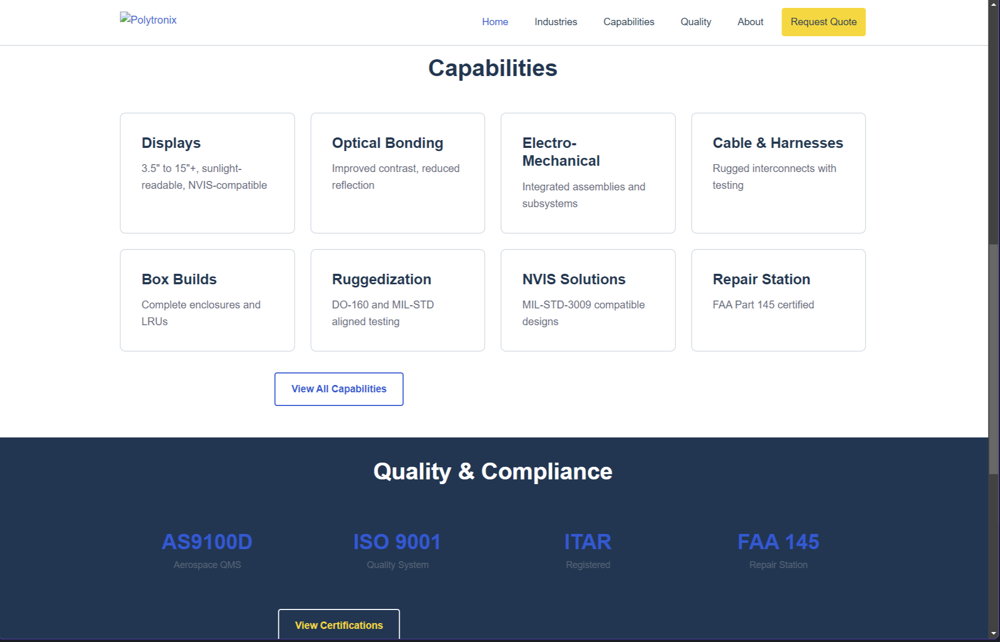 Polytronix
Home Industries Capabilities Quality About Request Quote
Capabilities
Displays
3.5" to 15"+, sunlight-
readable, NVIS-compatible
Optical Bonding
Improved contrast, reduced
reflection
Electro-
Mechanical
Integrated assemblies and
subsystems
Cable & Harnesses
Rugged interconnects with
testing
Box Builds
Complete enclosures and
LRUs
Ruggedization
DO-160 and MIL-STD
aligned testing
NVIS Solutions
MIL-STD-3009 compatible
designs
Repair Station
FAA Part 145 certified
View All Capabilities
Quality & Compliance
AS9100D
Aerospace QMS
ISO 9001
Quality System
ITAR
Registered
FAA 145
Repair Station
View Certifications